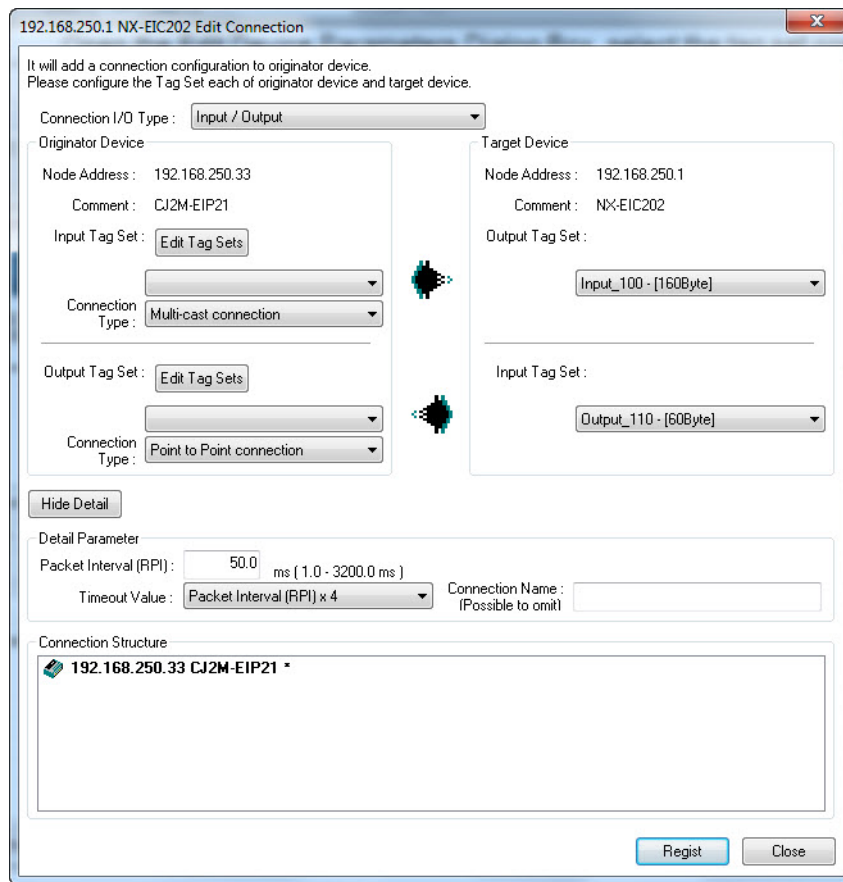 192.168.250.1 NX-EIC202 Edit Connection
It will add a connection configuration to originator device.
Please configure the Tag Set each of originator device and target device.
Connection I/O Type : Input / Output
Originator Device
Node Address : 192.168.250.33
Comment : CJ2M-EIP21
Input Tag Set : Edit Tag Sets
Connection Type : Multi-cast connection
Output Tag Set : Edit Tag Sets
Connection Type : Point to Point connection
Target Device
Node Address : 192.168.250.1
Comment : NX-EIC202
Output Tag Set :
Input_100 - [160Byte]
Input Tag Set :
Output_110 - [60Byte]
Hide Detail
Detail Parameter
Packet Interval (RPI) : 50.0 ms ( 1.0 - 3200.0 ms )
Timeout Value : Packet Interval (RPI) x 4
Connection Name :
(Possible to omit)
Connection Structure
192.168.250.33 CJ2M-EIP21 *
Regist
Close